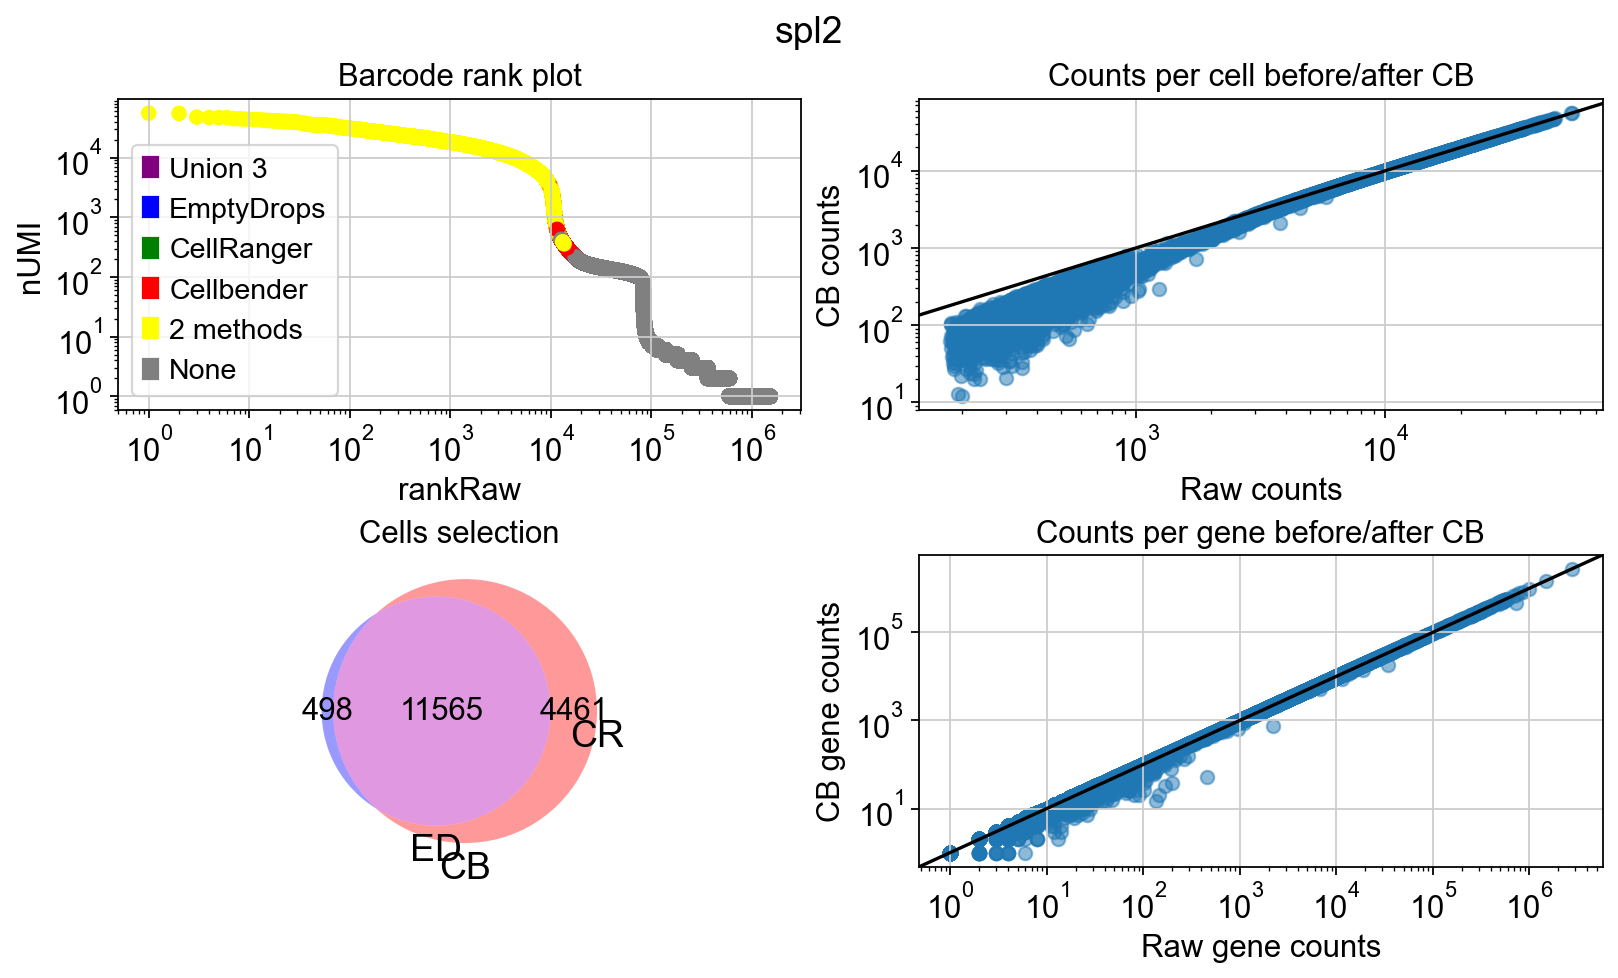 spl2
Barcode rank plot
nUMI
10^4
10^3
10^2
10^1
10^0
Union 3
EmptyDrops
CellRanger
Cellbender
2 methods
None
10^0 10^1 10^2 10^3 10^4 10^5 10^6
rankRaw
Counts per cell before/after CB
CB counts
10^4
10^3
10^2
10^1
10^3 10^4
Raw counts
Cells selection
498 11565 4461
CR
ED
CB
Counts per gene before/after CB
CB gene counts
10^5
10^3
10^1
10^0 10^1 10^2 10^3 10^4 10^5 10^6
Raw gene counts